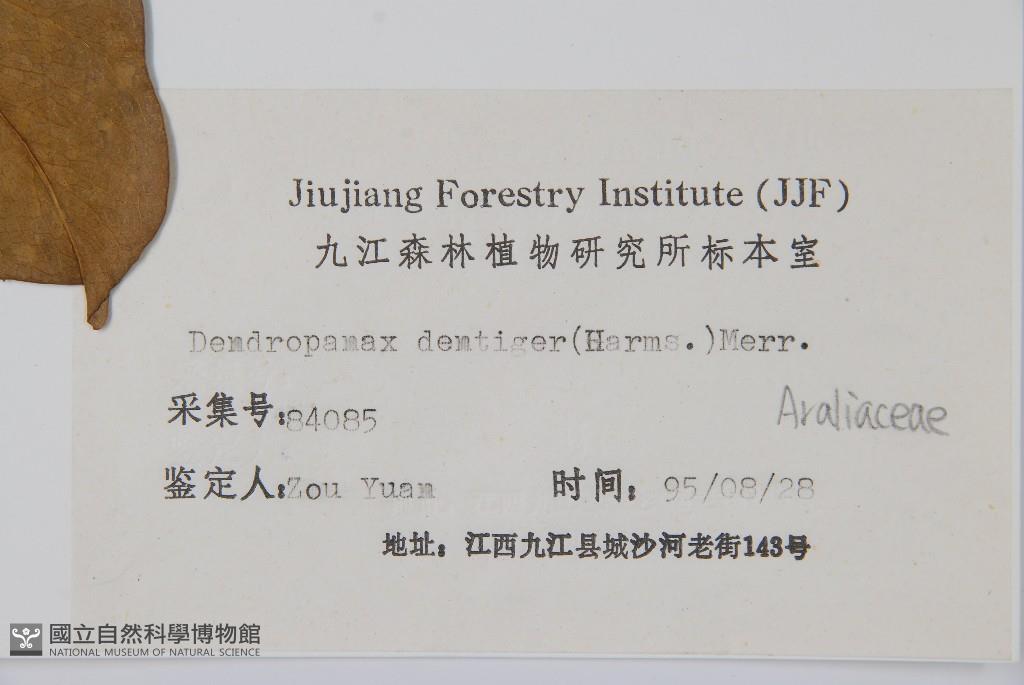 Jiujiang Forestry Institute (JJF)
九江森林植物研究所标本室
Dendropanax dentiger(Harms.)Merr.
采集号:84085
Araliaceae
鉴定人:Zou Yuan 时间: 95/08/28
地址: 江西九江县城沙河老街143号
國立自然科學博物館
NATIONAL MUSEUM OF NATURAL SCIENCE